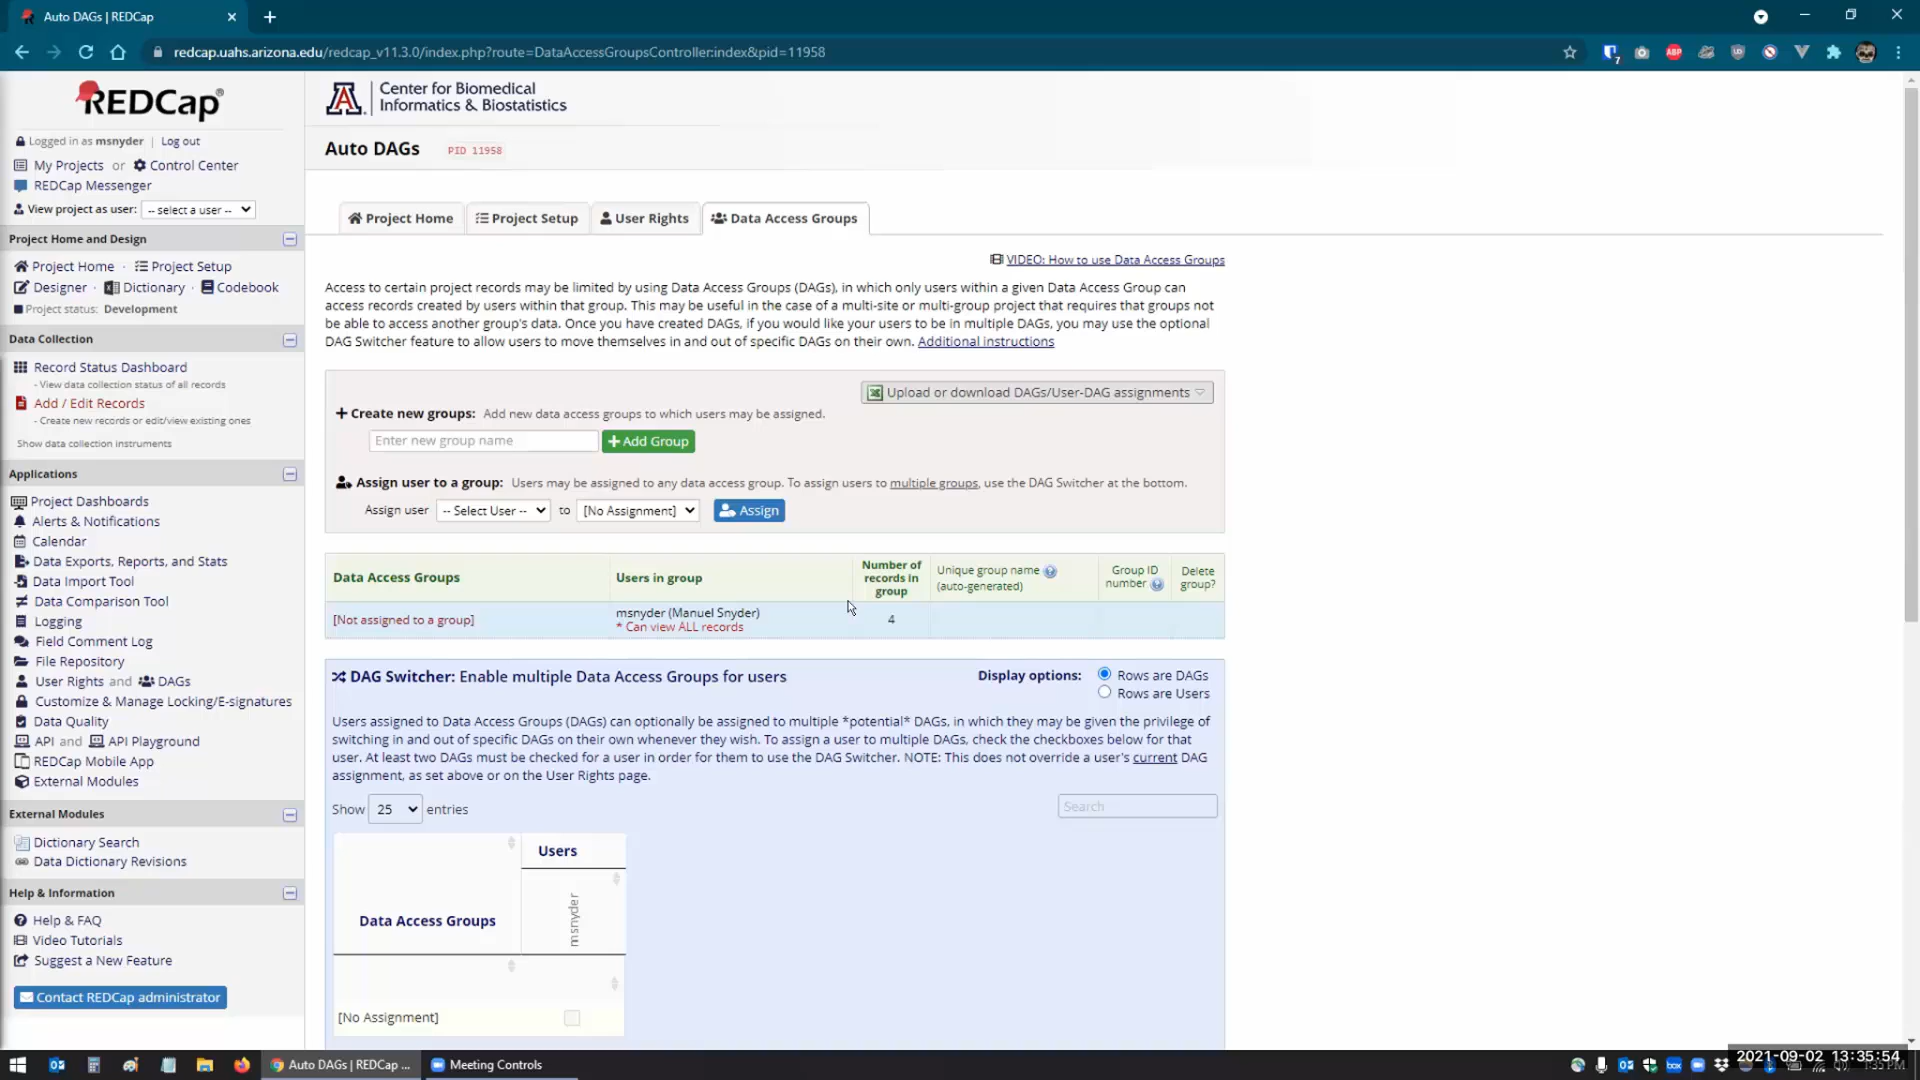 Auto DAGs | REDCap
redcap.uahs.arizona.edu/redcap_v11.3.0/index.php?route=DataAccessGroupsController:index&pid=11958
REDCap
Logged in as msnyder | Log out
My Projects or Control Center
REDCap Messenger
View project as user: -- select a user --
Project Home and Design
Project Home · Project Setup
Designer · Dictionary · Codebook
Project status: Development
Data Collection
Record Status Dashboard
- View data collection status of all records
Add / Edit Records
- Create new records or edit/view existing ones
Show data collection instruments
Applications
Project Dashboards
Alerts & Notifications
Calendar
Data Exports, Reports, and Stats
Data Import Tool
Data Comparison Tool
Logging
Field Comment Log
File Repository
User Rights and DAGs
Customize & Manage Locking/E-signatures
Data Quality
API and API Playground
REDCap Mobile App
External Modules
External Modules
Dictionary Search
Data Dictionary Revisions
Help & Information
Help & FAQ
Video Tutorials
Suggest a New Feature
Contact REDCap administrator
A
Center for Biomedical
Informatics & Biostatistics
Auto DAGs PID 11958
Project Home Project Setup User Rights Data Access Groups
VIDEO: How to use Data Access Groups
Access to certain project records may be limited by using Data Access Groups (DAGs), in which only users within a given Data Access Group can
access records created by users within that group. This may be useful in the case of a multi-site or multi-group project that requires that groups not
be able to access another group's data. Once you have created DAGs, if you would like your users to be in multiple DAGs, you may use the optional
DAG Switcher feature to allow users to move themselves in and out of specific DAGs on their own. Additional instructions
Upload or download DAGs/User-DAG assignments
Create new groups: Add new data access groups to which users may be assigned.
Enter new group name Add Group
Assign user to a group: Users may be assigned to any data access group. To assign users to multiple groups, use the DAG Switcher at the bottom.
Assign user -- Select User -- to [No Assignment] Assign
Data Access Groups Users in group Number of records in group Unique group name (auto-generated) Group ID number Delete group?
[Not assigned to a group] msnyder (Manuel Snyder) 4
* Can view ALL records
DAG Switcher: Enable multiple Data Access Groups for users
Display options: Rows are DAGs
Rows are Users
Users assigned to Data Access Groups (DAGs) can optionally be assigned to multiple *potential* DAGs, in which they may be given the privilege of
switching in and out of specific DAGs on their own whenever they wish. To assign a user to multiple DAGs, check the checkboxes below for that
user. At least two DAGs must be checked for a user in order for them to use the DAG Switcher. NOTE: This does not override a user's current DAG
assignment, as set above or on the User Rights page.
Show 25 entries Search
Users
Data Access Groups msnyder
[No Assignment]
Auto DAGs | REDCap ... Meeting Controls
2021-09-02 13:35:54